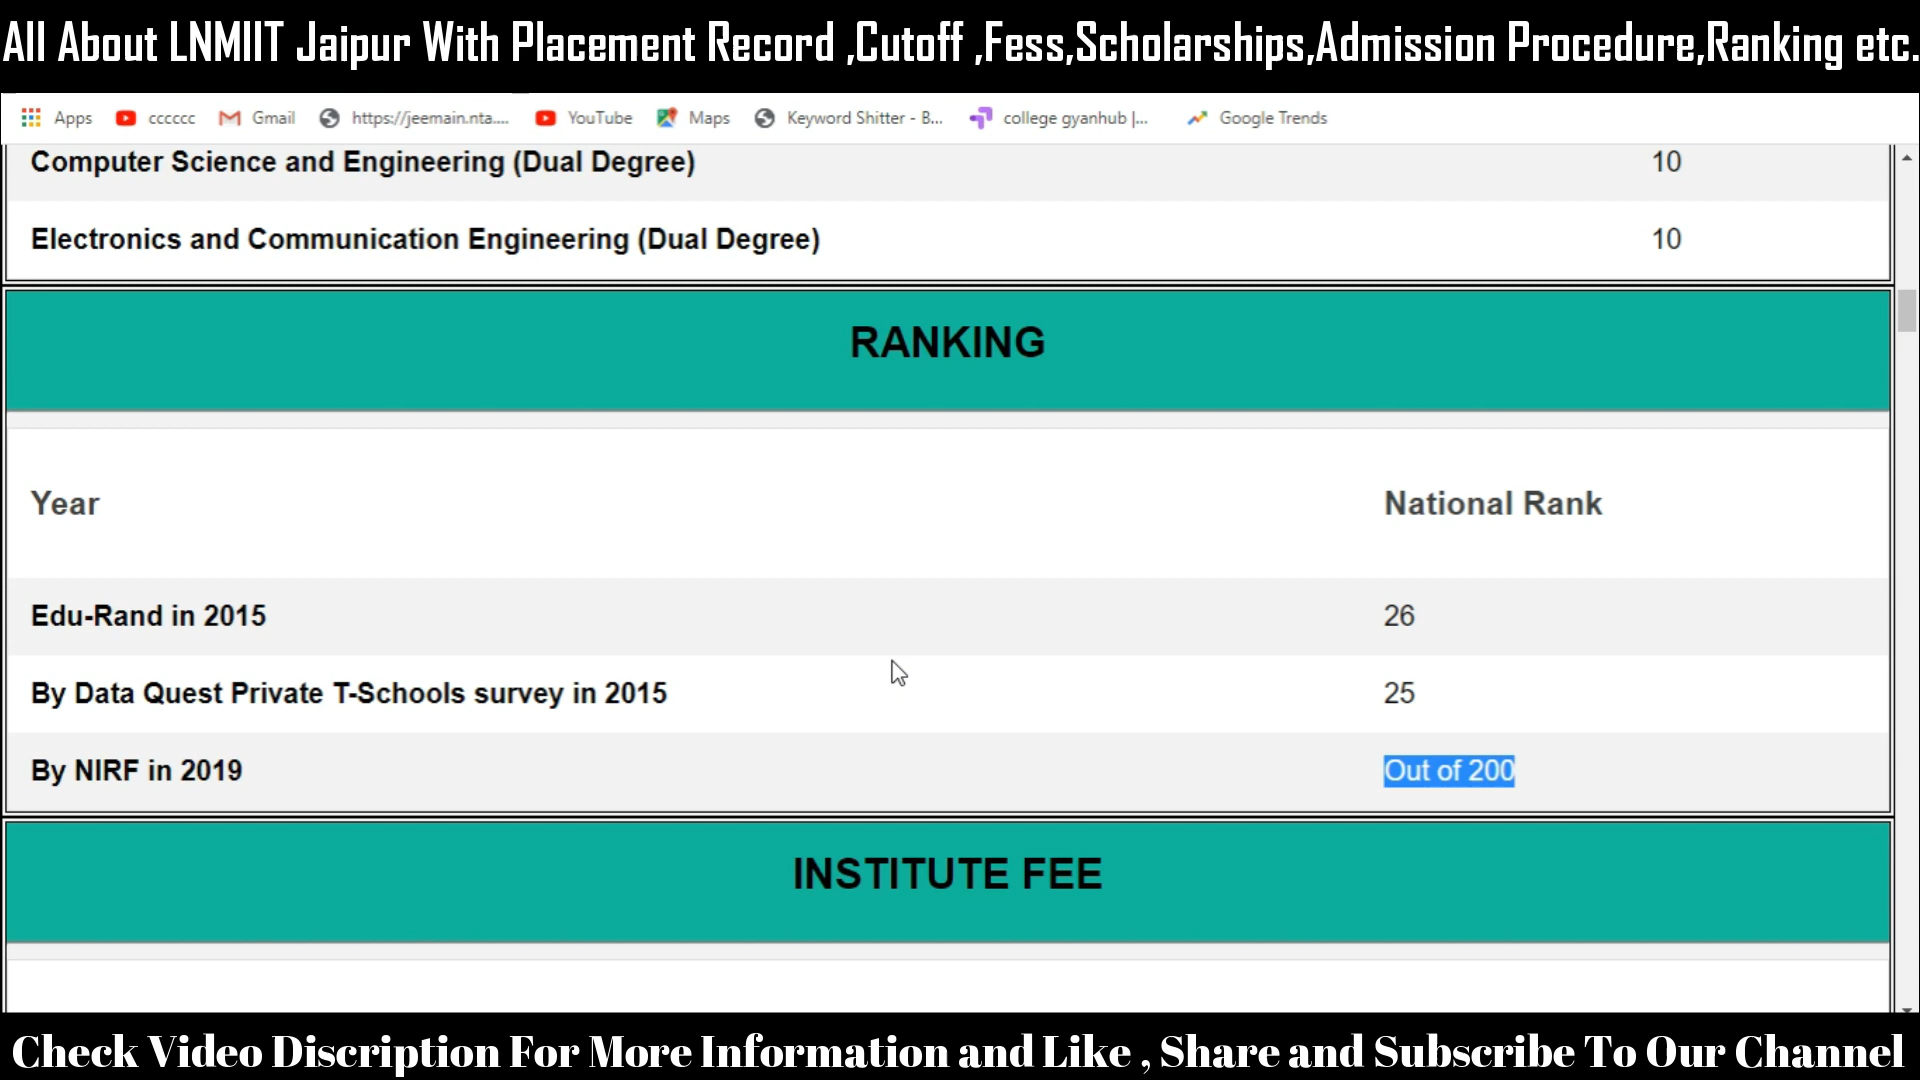 All About LNMIIT Jaipur With Placement Record ,Cutoff ,Fess,Scholarships,Admission Procedure,Ranking etc.
Apps cccccc Gmail https://jeemain.nta.... YouTube Maps Keyword Shitter - B... college gyanhub |... Google Trends
Computer Science and Engineering (Dual Degree) 10
Electronics and Communication Engineering (Dual Degree) 10
RANKING
Year National Rank
Edu-Rand in 2015 26
By Data Quest Private T-Schools survey in 2015 25
By NIRF in 2019 Out of 200
INSTITUTE FEE
Check Video Discription For More Information and Like , Share and Subscribe To Our Channel